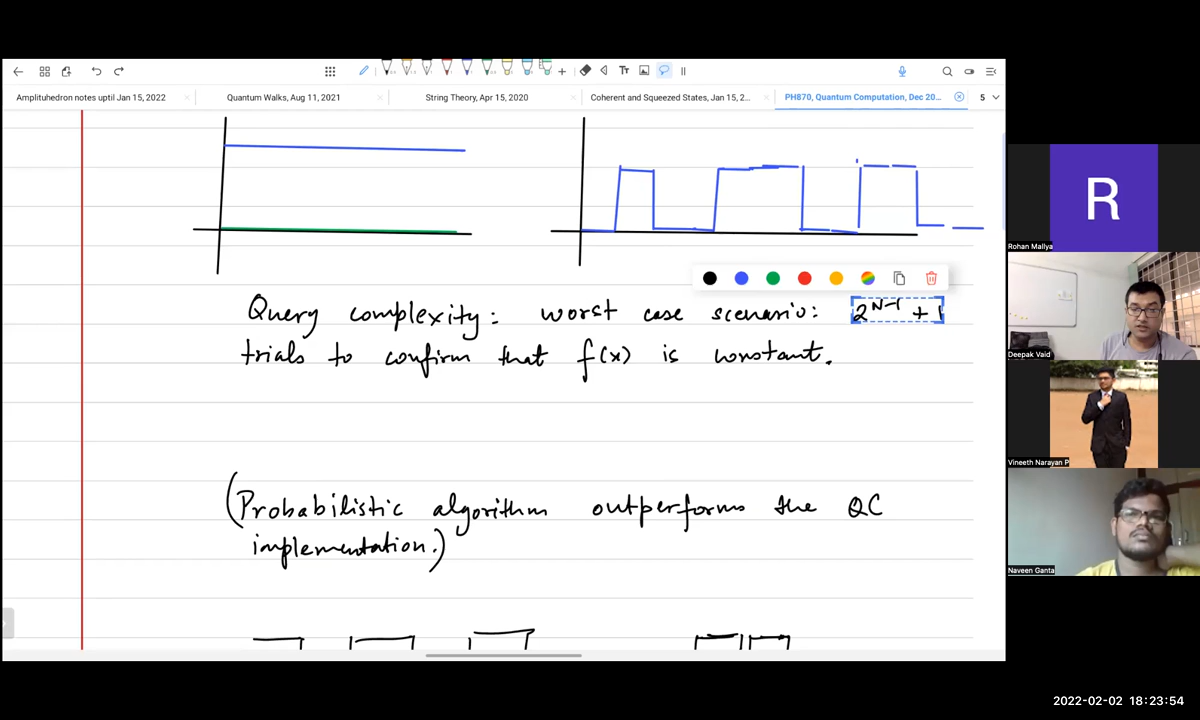 Amplituhedron notes uptil Jan 15, 2022
Quantum Walks, Aug 11, 2021
String Theory, Apr 15, 2020
Coherent and Squeezed States, Jan 15, 2...
PH870, Quantum Computation, Dec 20...
5
Tт
Query complexity: worst case scenario: 2^{N-1} + 1
trials to confirm that f(x) is constant.
(Probabilistic algorithm outperforms the QC
implementation.)
R
Rohan Mallya
Deepak Vaid
Vineeth Narayan P
Naveen Ganta
2022-02-02 18:23:54